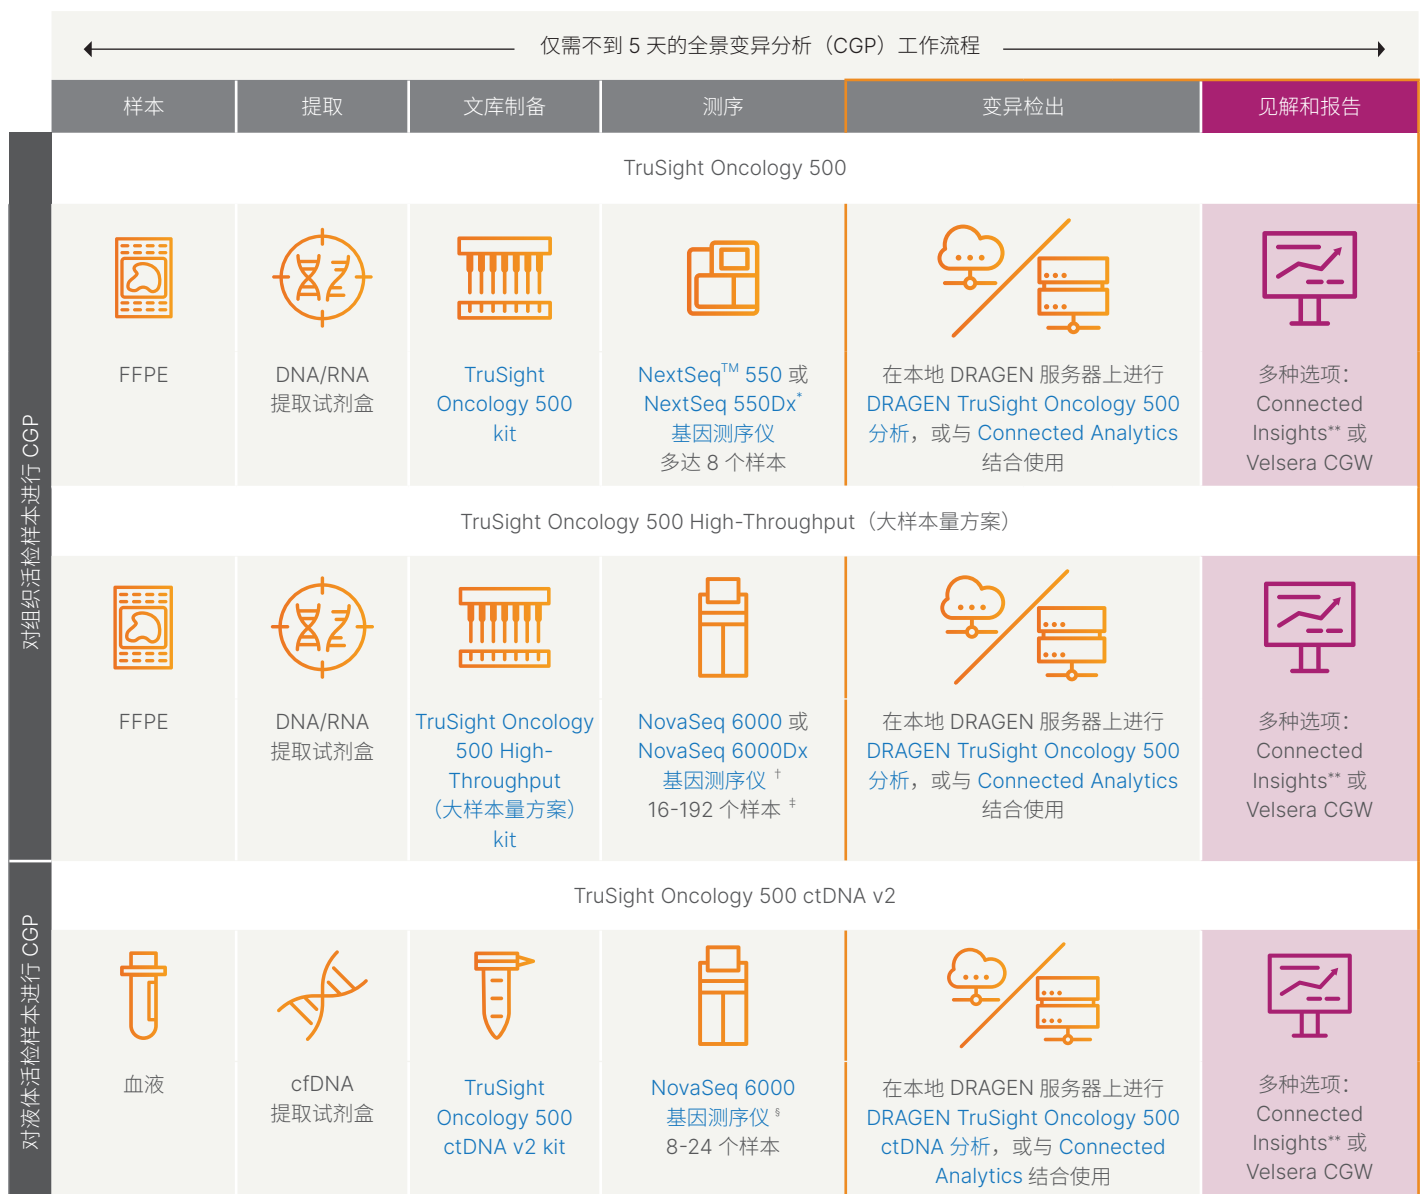 仅需不到 5 天的全景变异分析（CGP）工作流程
样本
提取
文库制备
测序
变异检出
见解和报告
对组织活检样本进行 CGP
TruSight Oncology 500
FFPE
DNA/RNA
提取试剂盒
TruSight
Oncology 500
kit
NextSeq™ 550 或
NextSeq 550Dx*
基因测序仪
多达 8 个样本
在本地 DRAGEN 服务器上进行
DRAGEN TruSight Oncology 500
分析，或与 Connected Analytics
结合使用
多种选项：
Connected
Insights** 或
Velsera CGW
TruSight Oncology 500 High-Throughput（大样本量方案）
FFPE
DNA/RNA
提取试剂盒
TruSight Oncology
500 High-
Throughput
（大样本量方案）
kit
NovaSeq 6000 或
NovaSeq 6000Dx
基因测序仪 †
16-192 个样本 ‡
在本地 DRAGEN 服务器上进行
DRAGEN TruSight Oncology 500
分析，或与 Connected Analytics
结合使用
多种选项：
Connected
Insights** 或
Velsera CGW
对液体活检样本进行 CGP
TruSight Oncology 500 ctDNA v2
血液
cfDNA
提取试剂盒
TruSight
Oncology 500
ctDNA v2 kit
NovaSeq 6000
基因测序仪 §
8-24 个样本
在本地 DRAGEN 服务器上进行
DRAGEN TruSight Oncology 500
ctDNA 分析，或与 Connected
Analytics 结合使用
多种选项：
Connected
Insights** 或
Velsera CGW